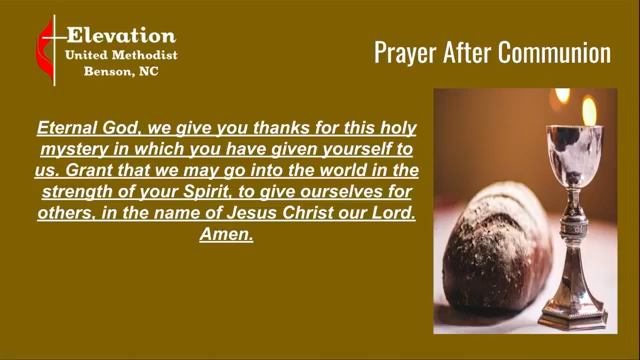 Elevation
United Methodist
Benson, NC
Prayer After Communion
Eternal God, we give you thanks for this holy
mystery in which you have given yourself to
us. Grant that we may go into the world in the
strength of your Spirit, to give ourselves for
others, in the name of Jesus Christ our Lord.
Amen.